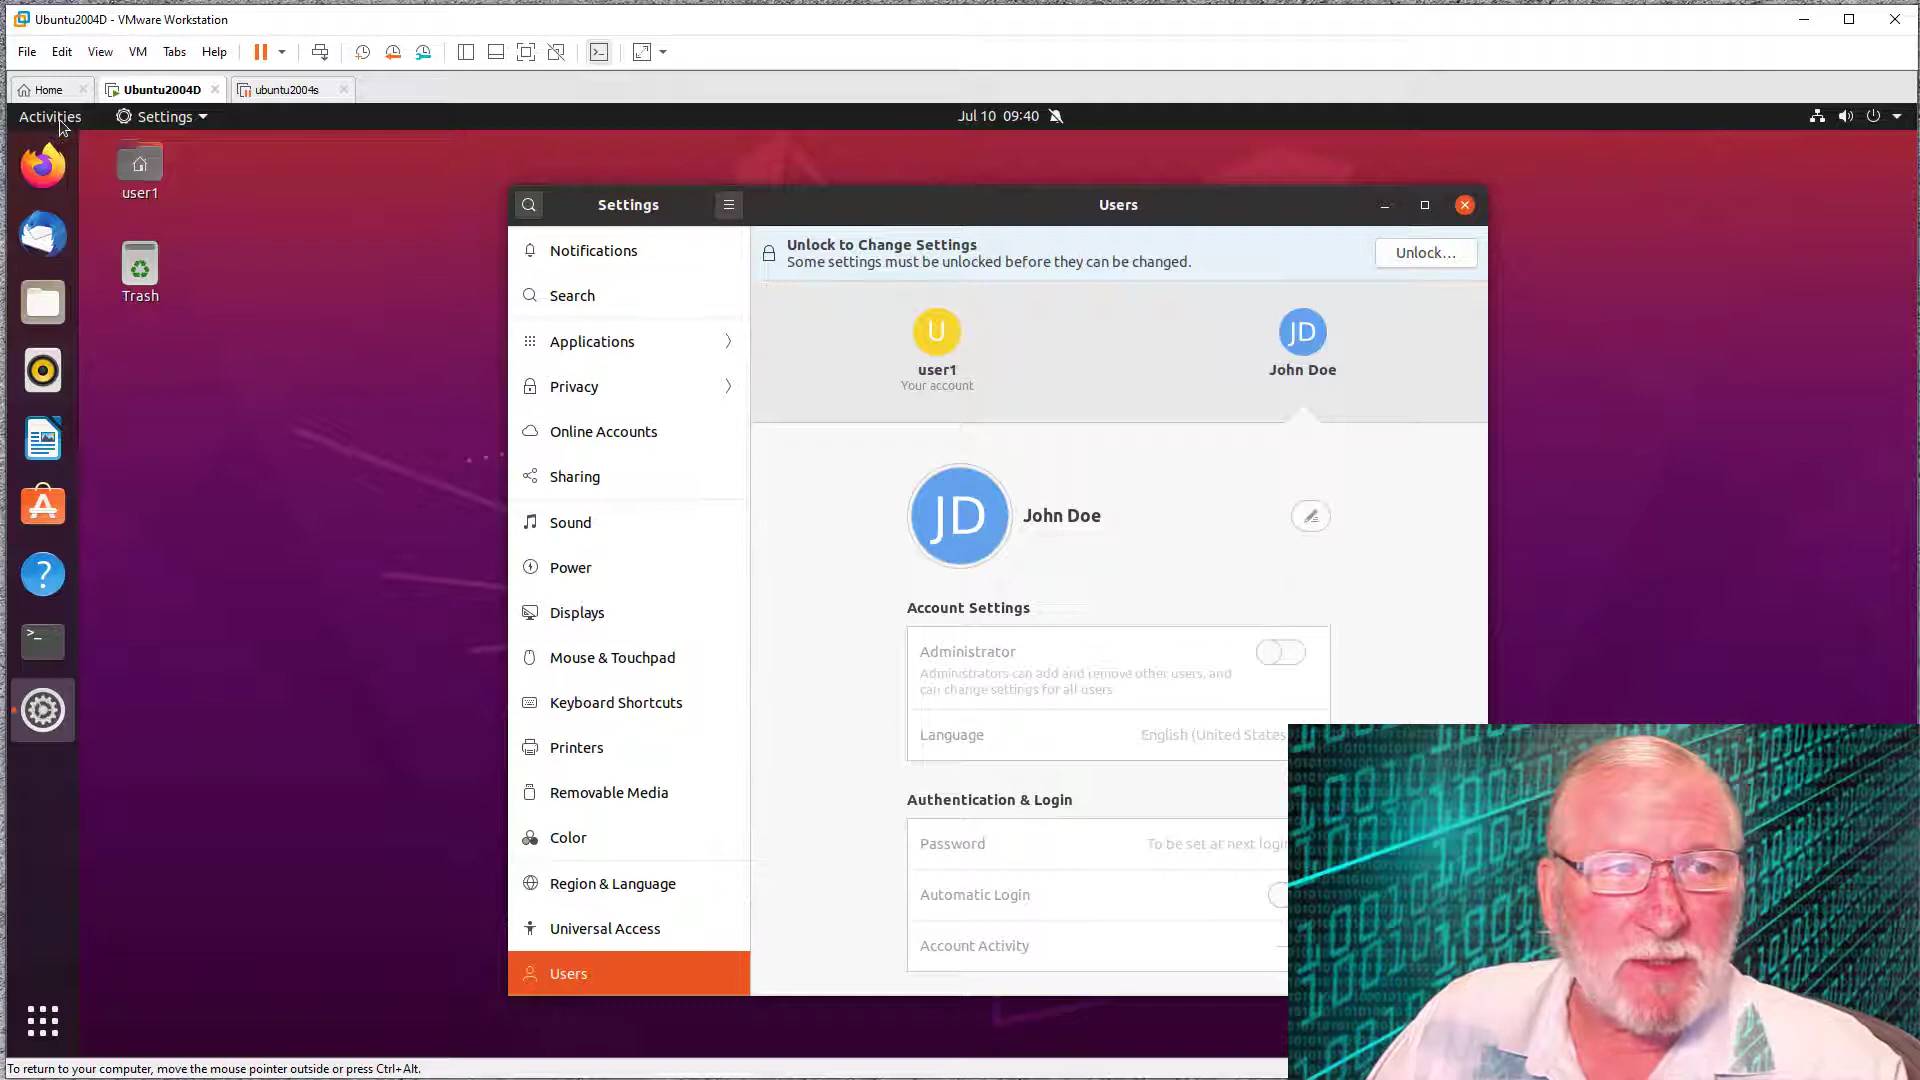 Ubuntu2004D - VMware Workstation
File Edit View VM Tabs Help
Home Ubuntu2004D ubuntu2004s
Activities Settings Jul 10 09:40
user1
Trash
Settings Users
Notifications
Search
Applications
Privacy
Online Accounts
Sharing
Sound
Power
Displays
Mouse & Touchpad
Keyboard Shortcuts
Printers
Removable Media
Color
Region & Language
Universal Access
Users
Unlock to Change Settings
Some settings must be unlocked before they can be changed.
Unlock...
U
user1
Your account
JD
John Doe
JD
John Doe
Account Settings
Administrator
Administrators can add and remove other users, and
can change settings for all users
Language English (United States
Authentication & Login
Password To be set at next login
Automatic Login
Account Activity
To return to your computer, move the mouse pointer outside or press Ctrl+Alt.